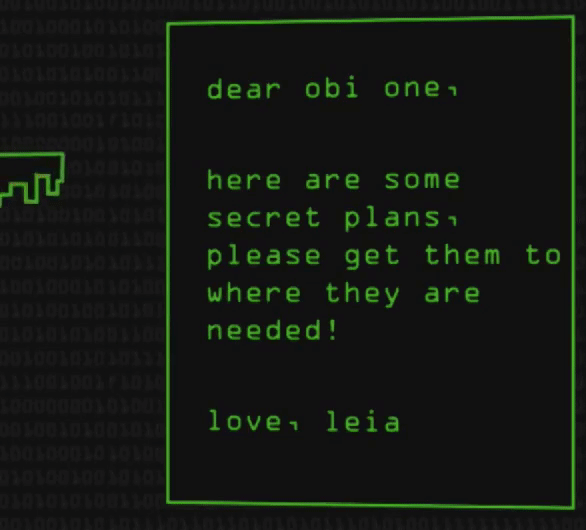 dear obi one,
here are some
secret plans,
please get them to
where they are
needed!
love, leia